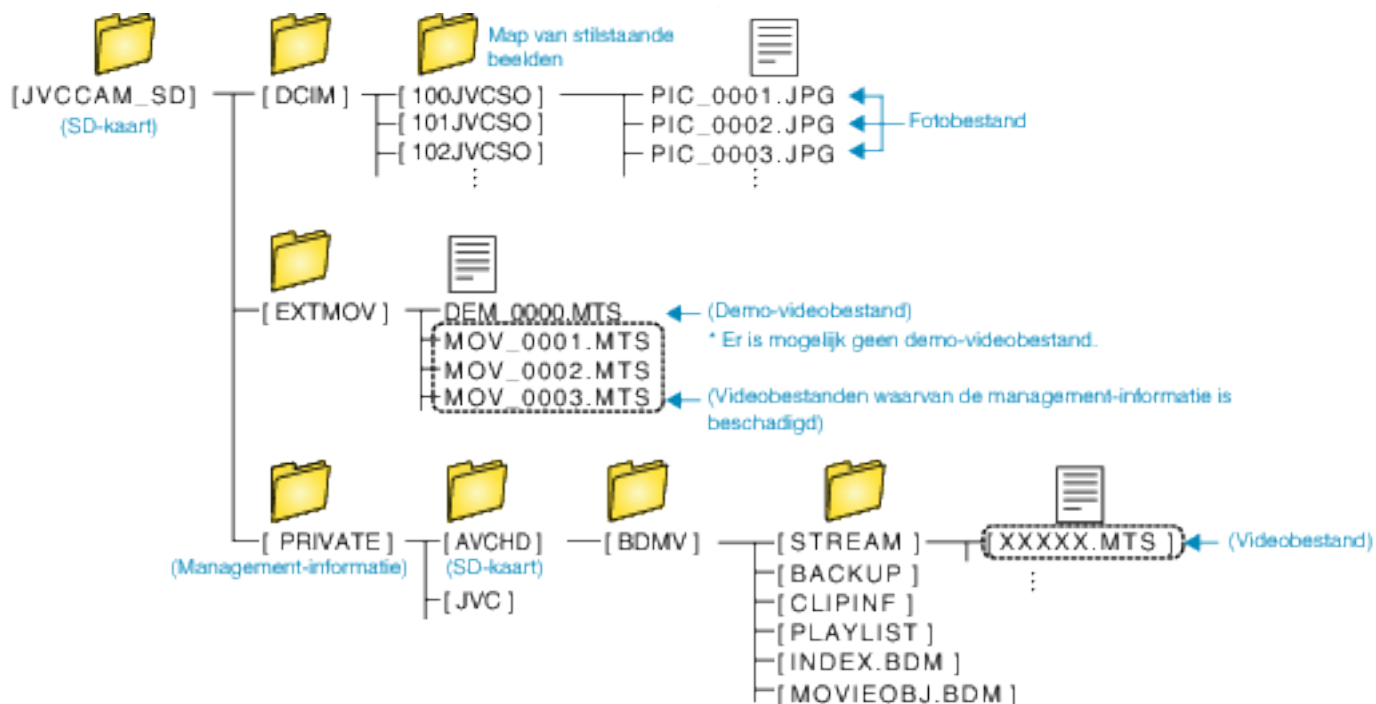 Map van stilstaande
beelden
[JVCCAM_SD]
(SD-kaart)
[DCIM]
[100JVCSO]
[101JVCSO]
[102JVCSO]
PIC_0001.JPG
PIC_0002.JPG
PIC_0003.JPG
Fotobestand
[EXTMOV]
DEM_0000.MTS
(Demo-videobestand)
* Er is mogelijk geen demo-videobestand.
MOV_0001.MTS
MOV_0002.MTS
MOV_0003.MTS
(Videobestanden waarvan de management-informatie is
beschadigd)
[PRIVATE]
(Management-informatie)
[AVCHD]
(SD-kaart)
[JVC]
[BDMV]
[STREAM]
[BACKUP]
[CLIPINF]
[PLAYLIST]
[INDEX.BDM]
[MOVIEOBJ.BDM]
[XXXXX.MTS]
(Videobestand)